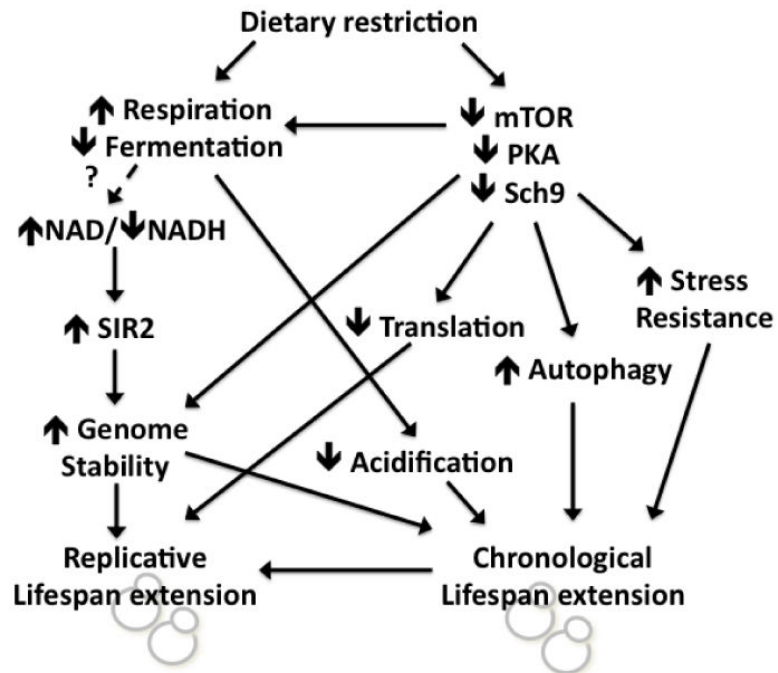 Dietary restriction
↑ Respiration
↓ Fermentation
?
↓ mTOR
↓ PKA
↓ Sch9
↑NAD/↓NADH
↑ Stress
Resistance
↑ SIR2
↓ Translation
↑ Autophagy
↑ Genome
Stability
↓ Acidification
Replicative
Lifespan extension
Chronological
Lifespan extension